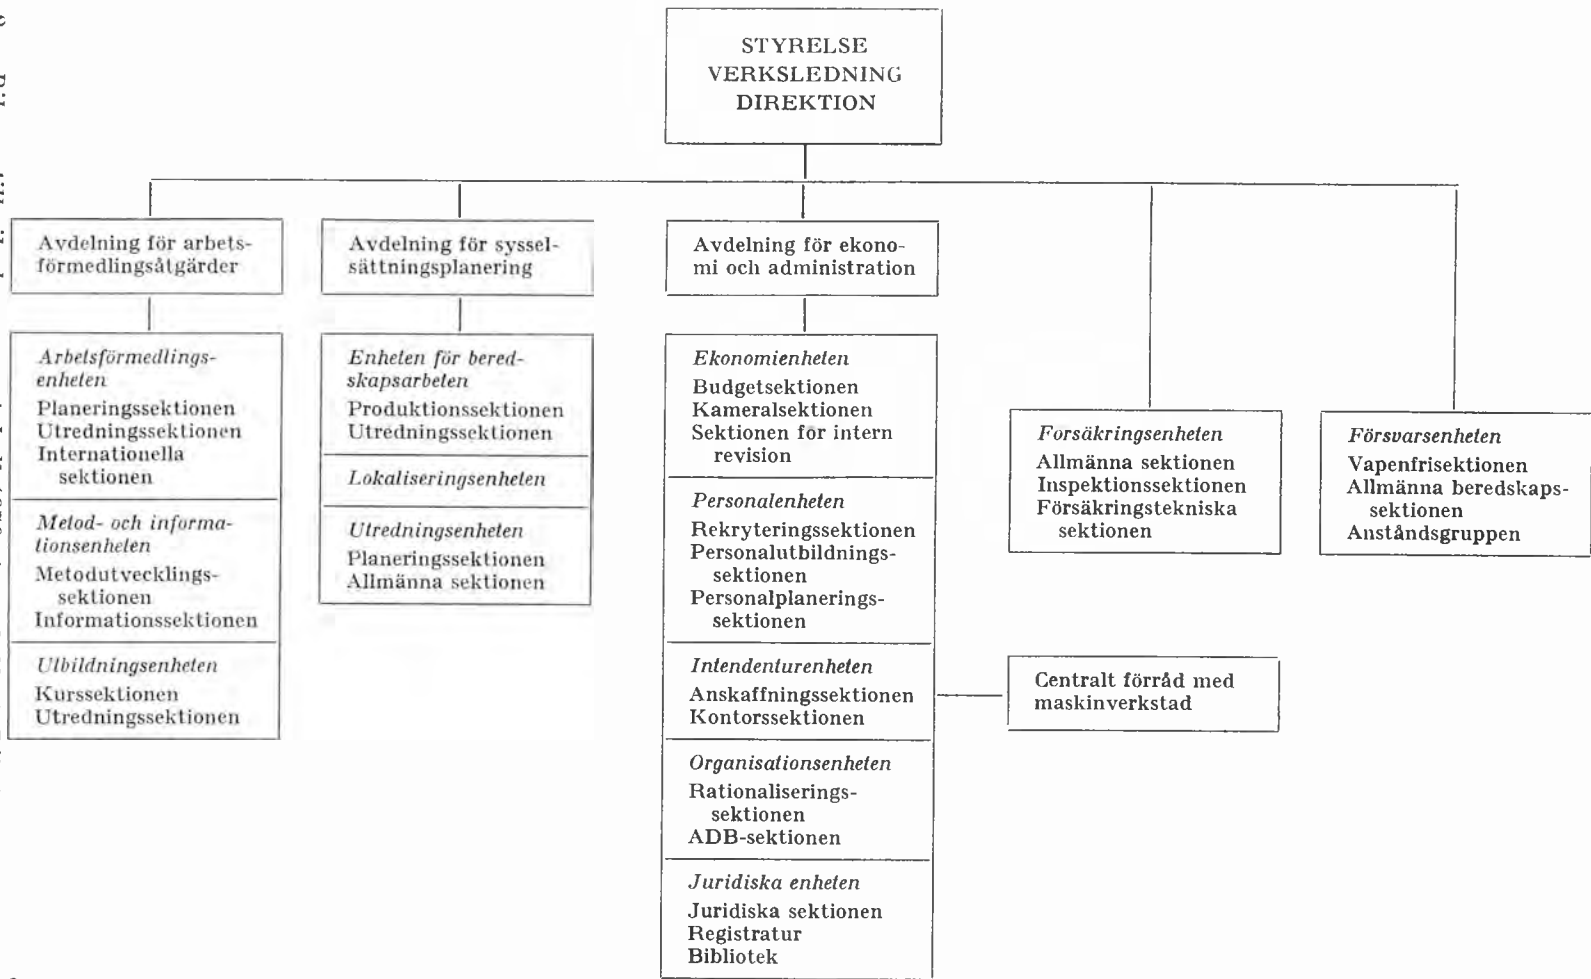 STYRELSE
VERKSLEDNING
DIREKTION
Avdelning för arbets-
förmedlingsåtgärder
Arbetsförmedlings-
enheten
Planeringssektionen
Utredningssektionen
Internationella
sektionen
Metod- och informa-
tionsenheten
Metodutvecklings-
sektionen
Informationssektionen
Utbildningsenheten
Kurssektionen
Utredningssektionen
Avdelning för syssel-
sättningsplanering
Enheten för bered-
skapsarbeten
Produktionssektionen
Utredningssektionen
Lokaliseringsenheten
Utredningsenheten
Planeringssektionen
Allmänna sektionen
Avdelning för ekono-
mi och administration
Ekonomienheten
Budgetsektionen
Kameralsektionen
Sektionen for intern
revision
Personalenheten
Rekryteringssektionen
Personalutbildnings-
sektionen
Personalplanerings-
sektionen
Intendenturenheten
Anskaffningssektionen
Kontorssektionen
Organisationsenheten
Rationaliserings-
sektionen
ADB-sektionen
Juridiska enheten
Juridiska sektionen
Registratur
Bibliotek
Forsäkringsenheten
Allmänna sektionen
Inspektionssektionen
Försäkringstekniska
sektionen
Centralt förråd med
maskinverkstad
Försvarsenheten
Vapenfrisektionen
Allmänna beredskaps-
sektionen
Anståndsgruppen